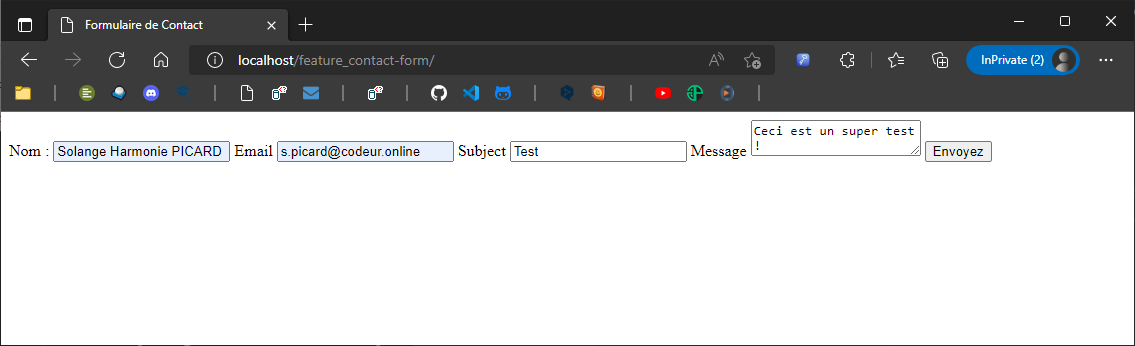 Formulaire de Contact
localhost/feature_contact-form/
InPrivate (2)
Nom : Solange Harmonie PICARD Email s.picard@codeur.online Subject Test Message Ceci est un super test
! Envoyez